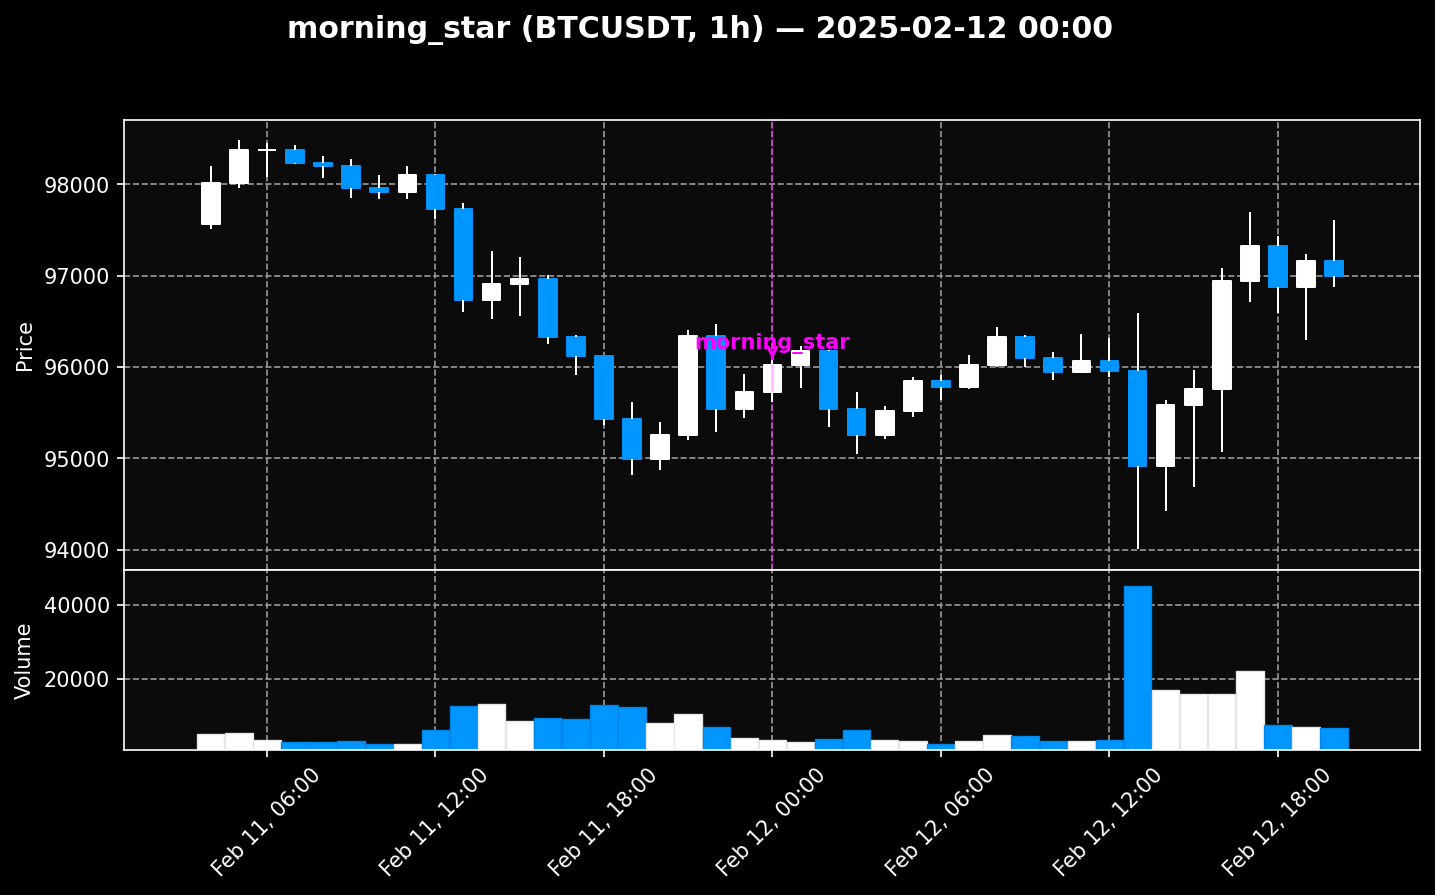 morning_star (BTCUSDT, 1h) — 2025-02-12 00:00
98000
97000
96000
95000
94000
Price
morning_star
40000
20000
Volume
Feb 11, 06:00
Feb 11, 12:00
Feb 11, 18:00
Feb 12, 00:00
Feb 12, 06:00
Feb 12, 12:00
Feb 12, 18:00